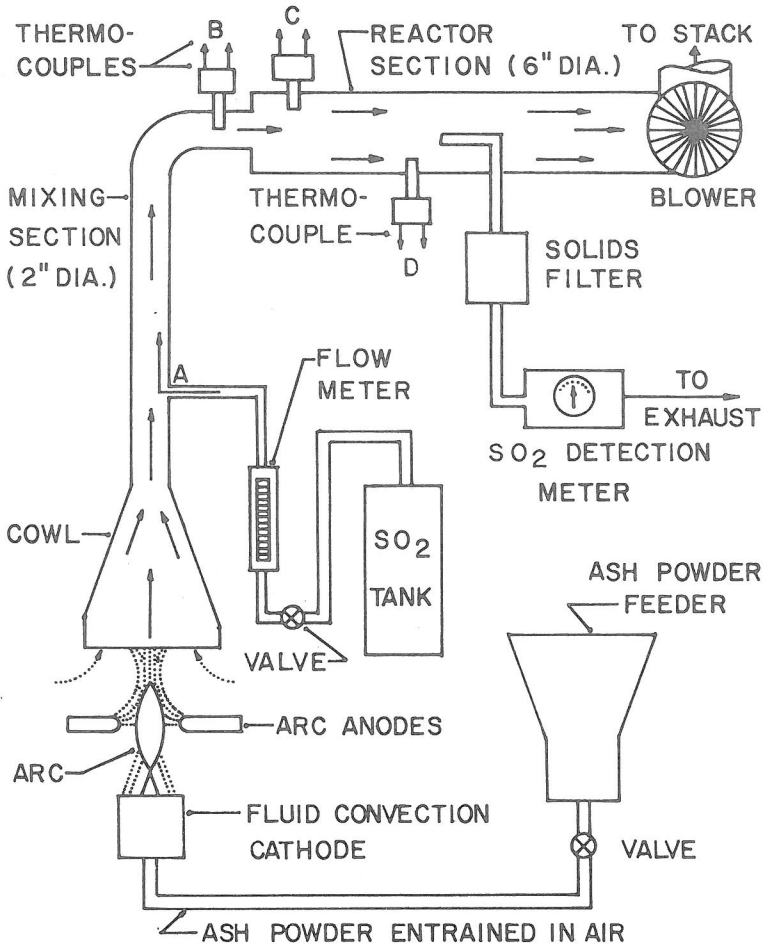 THERMO-
COUPLES
B
C
REACTOR
SECTION (6" DIA.)
TO STACK
BLOWER
MIXING
SECTION
(2" DIA.)
THERMO-
COUPLE
D
SOLIDS
FILTER
A
FLOW
METER
TO
EXHAUST
SO2 DETECTION
METER
COWL
SO2
TANK
VALVE
ASH POWDER
FEEDER
ARC ANODES
ARC
FLUID CONVECTION
CATHODE
VALVE
ASH POWDER ENTRAINED IN AIR